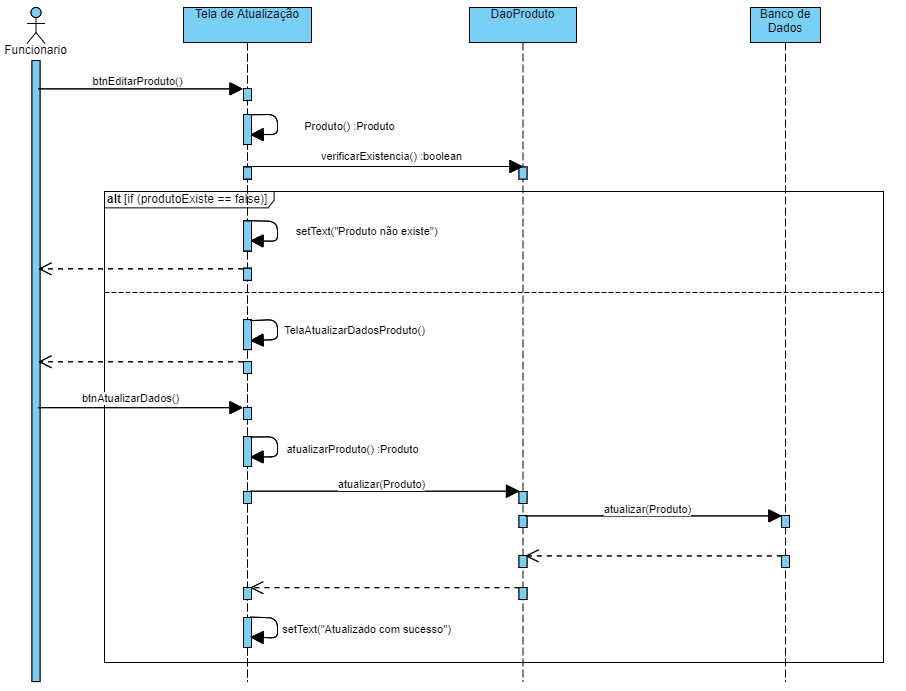 Tela de Atualização
DaoProduto
Banco de
Dados
Funcionario
btnEditarProduto()
Produto() :Produto
verificarExistencia() :boolean
alt [if (produtoExiste == false)]
setText("Produto não existe")
TelaAtualizarDadosProduto()
btnAtualizarDados()
atualizarProduto() :Produto
atualizar(Produto)
atualizar(Produto)
setText("Atualizado com sucesso")